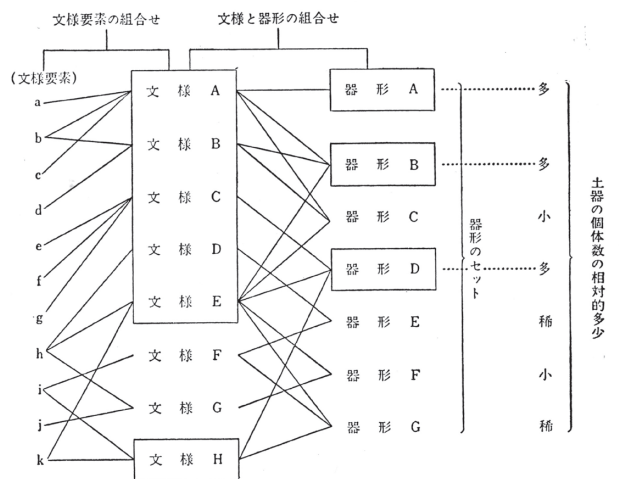 文様要素の組合せ 文様と器形の組合せ
(文様要素)
a 文様 A 器形 A 多
b 文様 B 器形 B 多
c
d 文様 C 器形 C 小
e 文様 D 器形 D 多
f
g 文様 E 器形 E 稀
h 文様 F 器形 F 小
i
j 文様 G 器形 G 稀
k 文様 H
器形のセット
土器の個体数の相対的多少